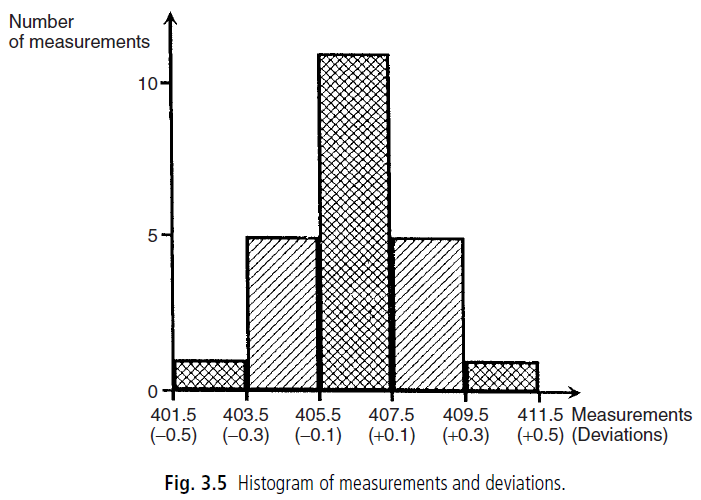 Number
of measurements
10
5
0
401.5 403.5 405.5 407.5 409.5 411.5 Measurements
(−0.5) (−0.3) (−0.1) (+0.1) (+0.3) (+0.5) (Deviations)
Fig. 3.5 Histogram of measurements and deviations.